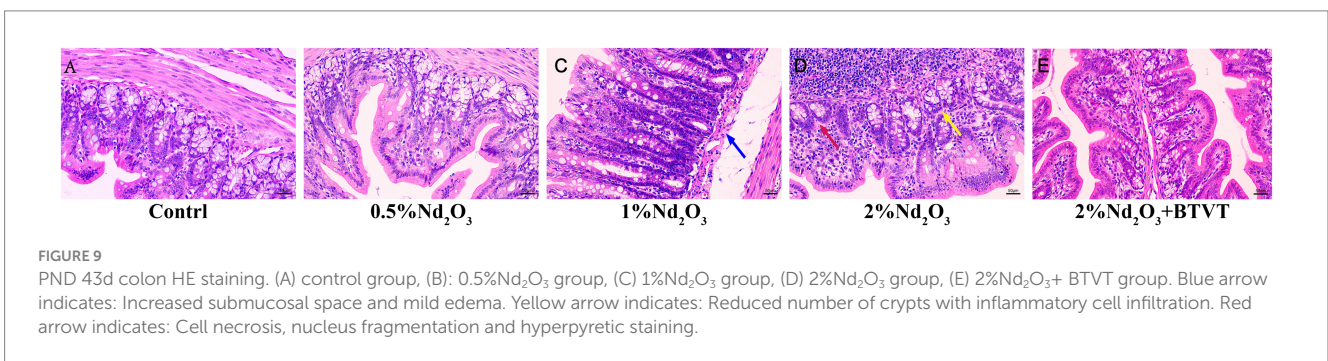 A
C
D
E
50μm
50μm
Contrl
0.5%Nd₂O₃
1%Nd₂O₃
2%Nd₂O₃
2%Nd₂O₃+BTVT
FIGURE 9
PND 43d colon HE staining. (A) control group, (B): 0.5%Nd₂O₃ group, (C) 1%Nd₂O₃ group, (D) 2%Nd₂O₃ group, (E) 2%Nd₂O₃+ BTVT group. Blue arrow
indicates: Increased submucosal space and mild edema. Yellow arrow indicates: Reduced number of crypts with inflammatory cell infiltration. Red
arrow indicates: Cell necrosis, nucleus fragmentation and hyperpyretic staining.